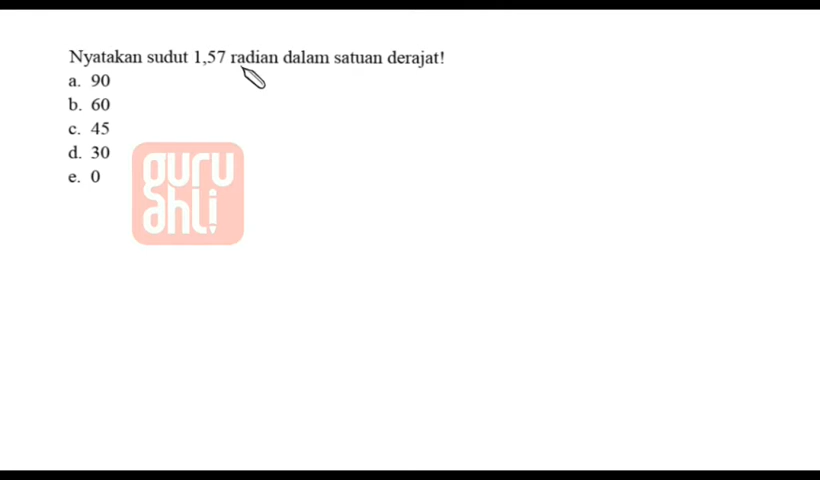 Nyatakan sudut 1,57 radian dalam satuan derajat!
a. 90
b. 60
c. 45
d. 30
e. 0
guru
ahli